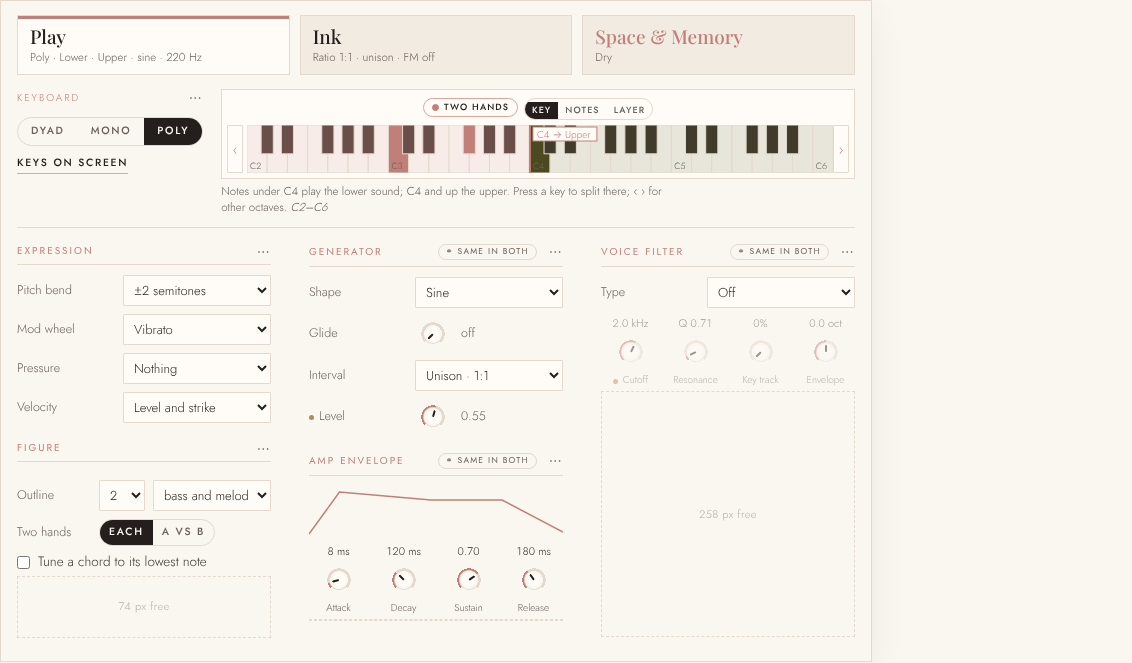 Play
Poly · Lower · Upper · sine · 220 Hz
Ink
Ratio 1:1 · unison · FM off
Space & Memory
Dry
KEYBOARD
DYAD MONO POLY
KEYS ON SCREEN
TWO HANDS
KEY NOTES LAYER
C4 → Upper
C2 C3 C4 C5 C6
Notes under C4 play the lower sound; C4 and up the upper. Press a key to split there; ‹ › for
other octaves. C2–C6
EXPRESSION
Pitch bend ±2 semitones
Mod wheel Vibrato
Pressure Nothing
Velocity Level and strike
FIGURE
Outline 2 bass and melod
Two hands EACH A VS B
Tune a chord to its lowest note
74 px free
GENERATOR SAME IN BOTH
Shape Sine
Glide off
Interval Unison · 1:1
Level 0.55
AMP ENVELOPE SAME IN BOTH
8 ms 120 ms 0.70 180 ms
Attack Decay Sustain Release
VOICE FILTER SAME IN BOTH
Type Off
2.0 kHz Q 0.71 0% 0.0 oct
Cutoff Resonance Key track Envelope
258 px free